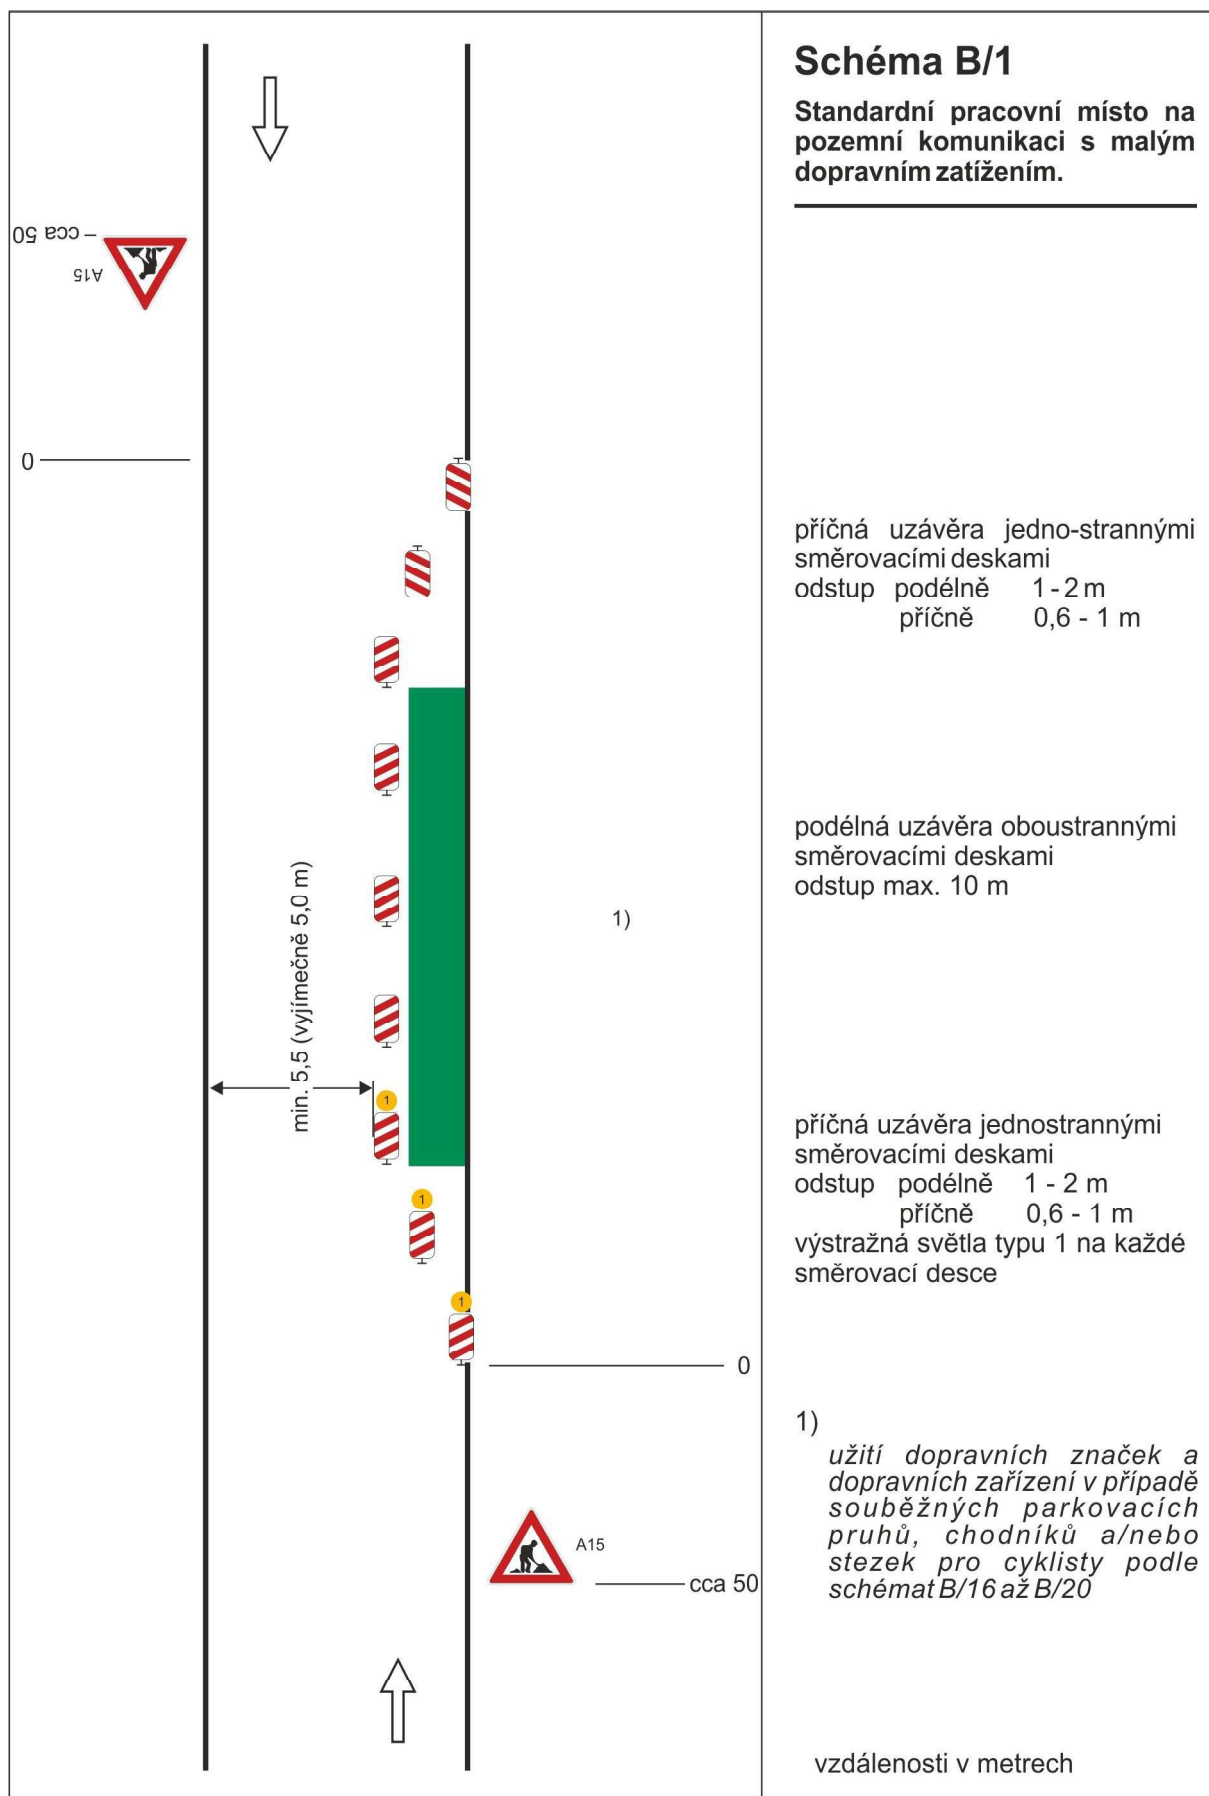 Schéma B/1
Standardní pracovní místo na
pozemní komunikaci s malým
dopravním zatížením.
cca 50
A15
0
příčná uzávěra jedno-strannými
směrovacími deskami
odstup podélně 1 - 2 m
příčně 0,6 - 1 m
podélná uzávěra oboustrannými
směrovacími deskami
odstup max. 10 m
min. 5,5 (vyjímečně 5,0 m)
1)
1
1
1
příčná uzávěra jednostrannými
směrovacími deskami
odstup podélně 1 - 2 m
příčně 0,6 - 1 m
výstražná světla typu 1 na každé
směrovací desce
0
1)
užití dopravních značek a
dopravních zařízení v případě
souběžných parkovacích
pruhů, chodníků a/nebo
stezek pro cyklisty podle
schémat B/16 až B/20
A15
cca 50
vzdálenosti v metrech